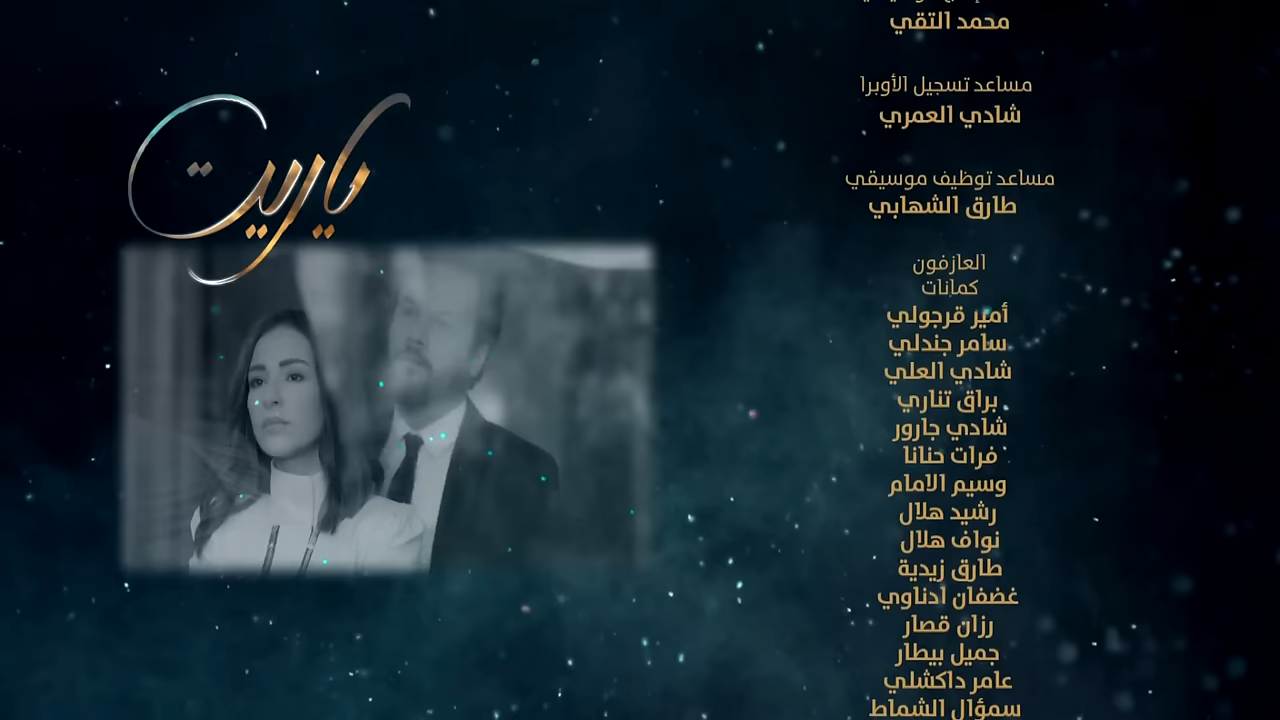 ياريت
محمد التقي
مساعد تسجيل الأوبرا
شادي العمري
مساعد توظيف موسيقي
طارق الشهابي
العازفون
كمانات
أمير قرجولي
سامر جندلي
شادي العلي
براق تناري
شادي جارور
فرات حنانا
وسيم الامام
رشيد هلال
نواف هلال
طارق زيدية
غضفان ادناوي
رزان قصار
جميل بيطار
عامر داكشلي
سمؤال الشماط